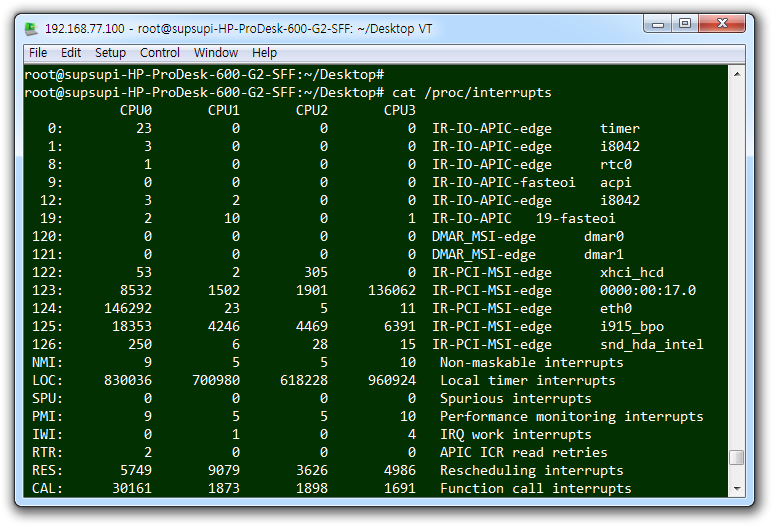 192.168.77.100 - root@supsupi-HP-ProDesk-600-G2-SFF: ~/Desktop VT
File Edit Setup Control Window Help
root@supsupi-HP-ProDesk-600-G2-SFF:~/Desktop#
root@supsupi-HP-ProDesk-600-G2-SFF:~/Desktop# cat /proc/interrupts
CPU0 CPU1 CPU2 CPU3
0: 23 0 0 0 IR-IO-APIC-edge timer
1: 3 0 0 0 IR-IO-APIC-edge i8042
8: 1 0 0 0 IR-IO-APIC-edge rtc0
9: 0 0 0 0 IR-IO-APIC-fasteoi acpi
12: 3 2 0 0 IR-IO-APIC-edge i8042
19: 2 10 0 1 IR-IO-APIC 19-fasteoi
120: 0 0 0 0 DMAR_MSI-edge dmar0
121: 0 0 0 0 DMAR_MSI-edge dmar1
122: 53 2 305 0 IR-PCI-MSI-edge xhci_hcd
123: 8532 1502 1901 136062 IR-PCI-MSI-edge 0000:00:17.0
124: 146292 23 5 11 IR-PCI-MSI-edge eth0
125: 18353 4246 4469 6391 IR-PCI-MSI-edge i915_bpo
126: 250 6 28 15 IR-PCI-MSI-edge snd_hda_intel
NMI: 9 5 5 10 Non-maskable interrupts
LOC: 830036 700980 618228 960924 Local timer interrupts
SPU: 0 0 0 0 Spurious interrupts
PMI: 9 5 5 10 Performance monitoring interrupts
IWI: 0 1 0 4 IRQ work interrupts
RTR: 2 0 0 0 APIC ICR read retries
RES: 5749 9079 3626 4986 Rescheduling interrupts
CAL: 30161 1873 1898 1691 Function call interrupts